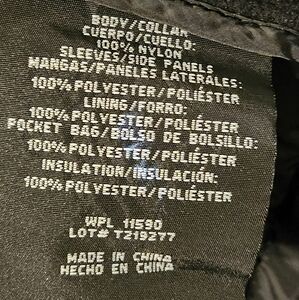 BODY/COLLAR
CUERPO/CUELLO:
100% NYLON
SLEEVES/SIDE PANELS
MANGAS/PANELES LATERALES:
100% POLYESTER/POLIÉSTER
LINING/FORRO:
100% POLYESTER/POLIÉSTER
POCKET BAG/BOLSO DE BOLSILLO:
100% POLYESTER/POLIÉSTER
INSULATION/INSULACIÓN:
100% POLYESTER/POLIÉSTER
WPL 11590
LOT# T219277
MADE IN CHINA
HECHO EN CHINA